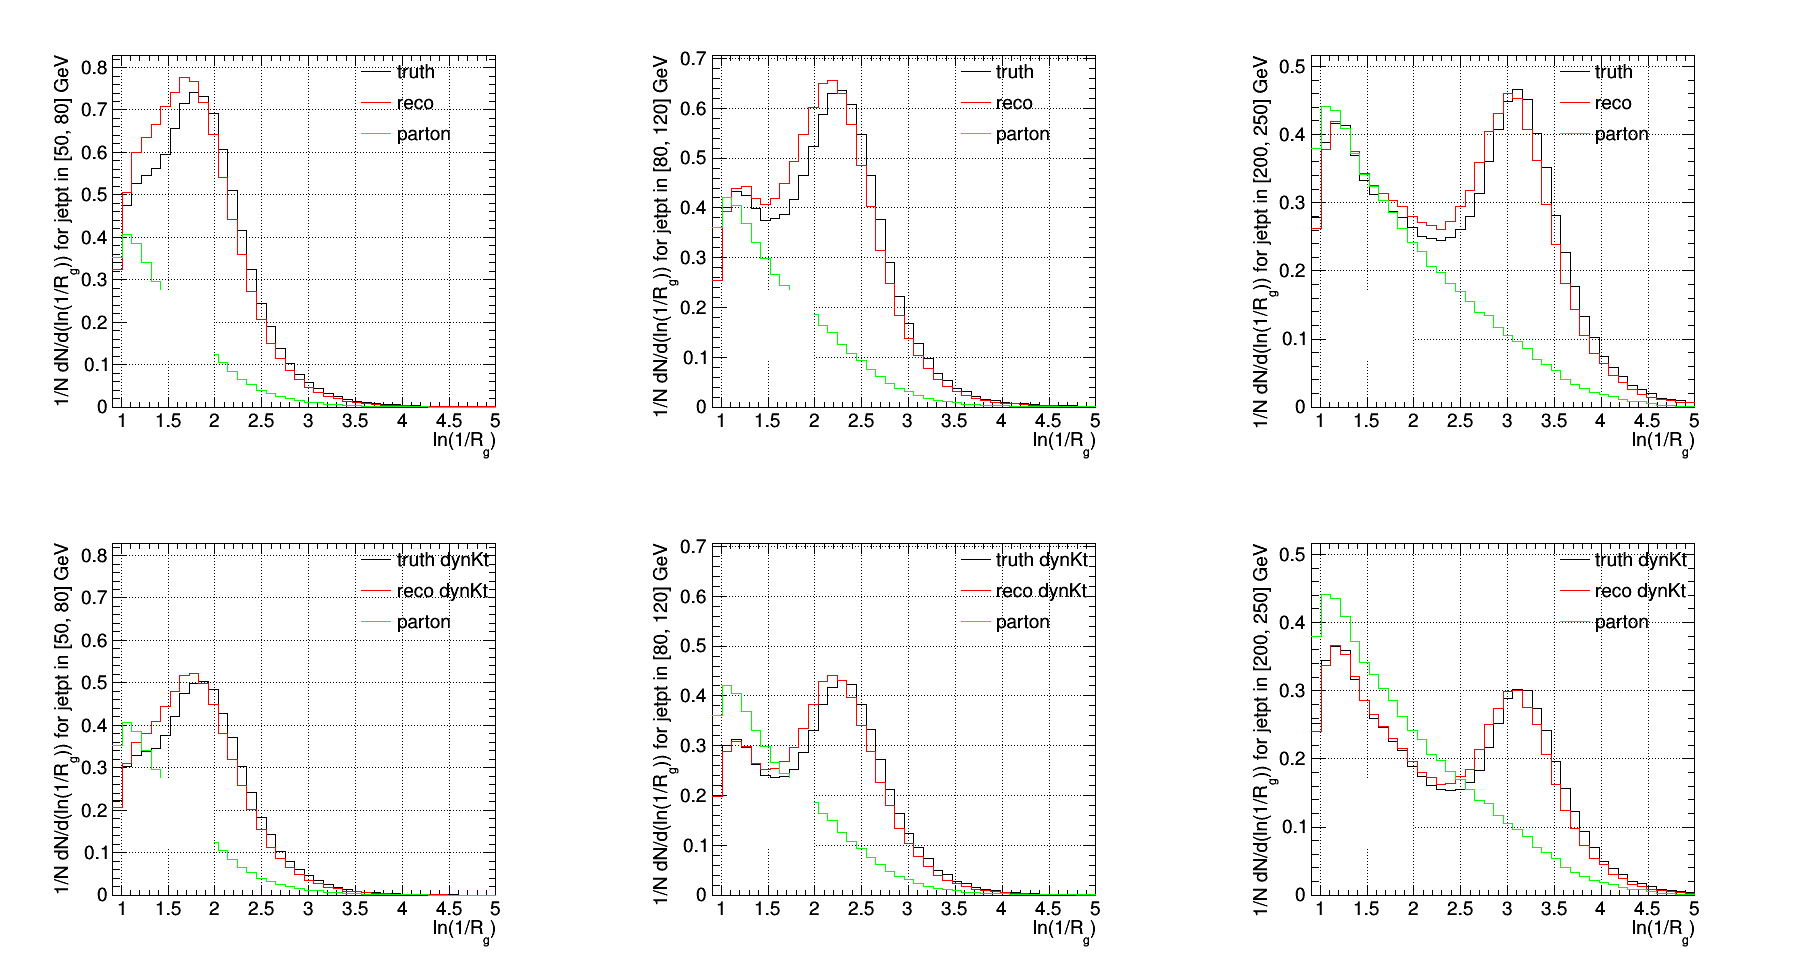 1/N dN/d(ln(1/Rg)) for jetpt in [50, 80] GeV
0.8
0.7
0.6
0.5
0.4
0.3
0.2
0.1
0
truth
reco
parton
1 1.5 2 2.5 3 3.5 4 4.5 5
ln(1/Rg)
1/N dN/d(ln(1/Rg)) for jetpt in [80, 120] GeV
0.7
0.6
0.5
0.4
0.3
0.2
0.1
0
truth
reco
parton
1 1.5 2 2.5 3 3.5 4 4.5 5
ln(1/Rg)
1/N dN/d(ln(1/Rg)) for jetpt in [200, 250] GeV
0.5
0.4
0.3
0.2
0.1
0
truth
reco
parton
1 1.5 2 2.5 3 3.5 4 4.5 5
ln(1/Rg)
1/N dN/d(ln(1/Rg)) for jetpt in [50, 80] GeV
0.8
0.7
0.6
0.5
0.4
0.3
0.2
0.1
0
truth dynKt
reco dynKt
parton
1 1.5 2 2.5 3 3.5 4 4.5 5
ln(1/Rg)
1/N dN/d(ln(1/Rg)) for jetpt in [80, 120] GeV
0.7
0.6
0.5
0.4
0.3
0.2
0.1
0
truth dynKt
reco dynKt
parton
1 1.5 2 2.5 3 3.5 4 4.5 5
ln(1/Rg)
1/N dN/d(ln(1/Rg)) for jetpt in [200, 250] GeV
0.5
0.4
0.3
0.2
0.1
0
truth dynKt
reco dynKt
parton
1 1.5 2 2.5 3 3.5 4 4.5 5
ln(1/Rg)